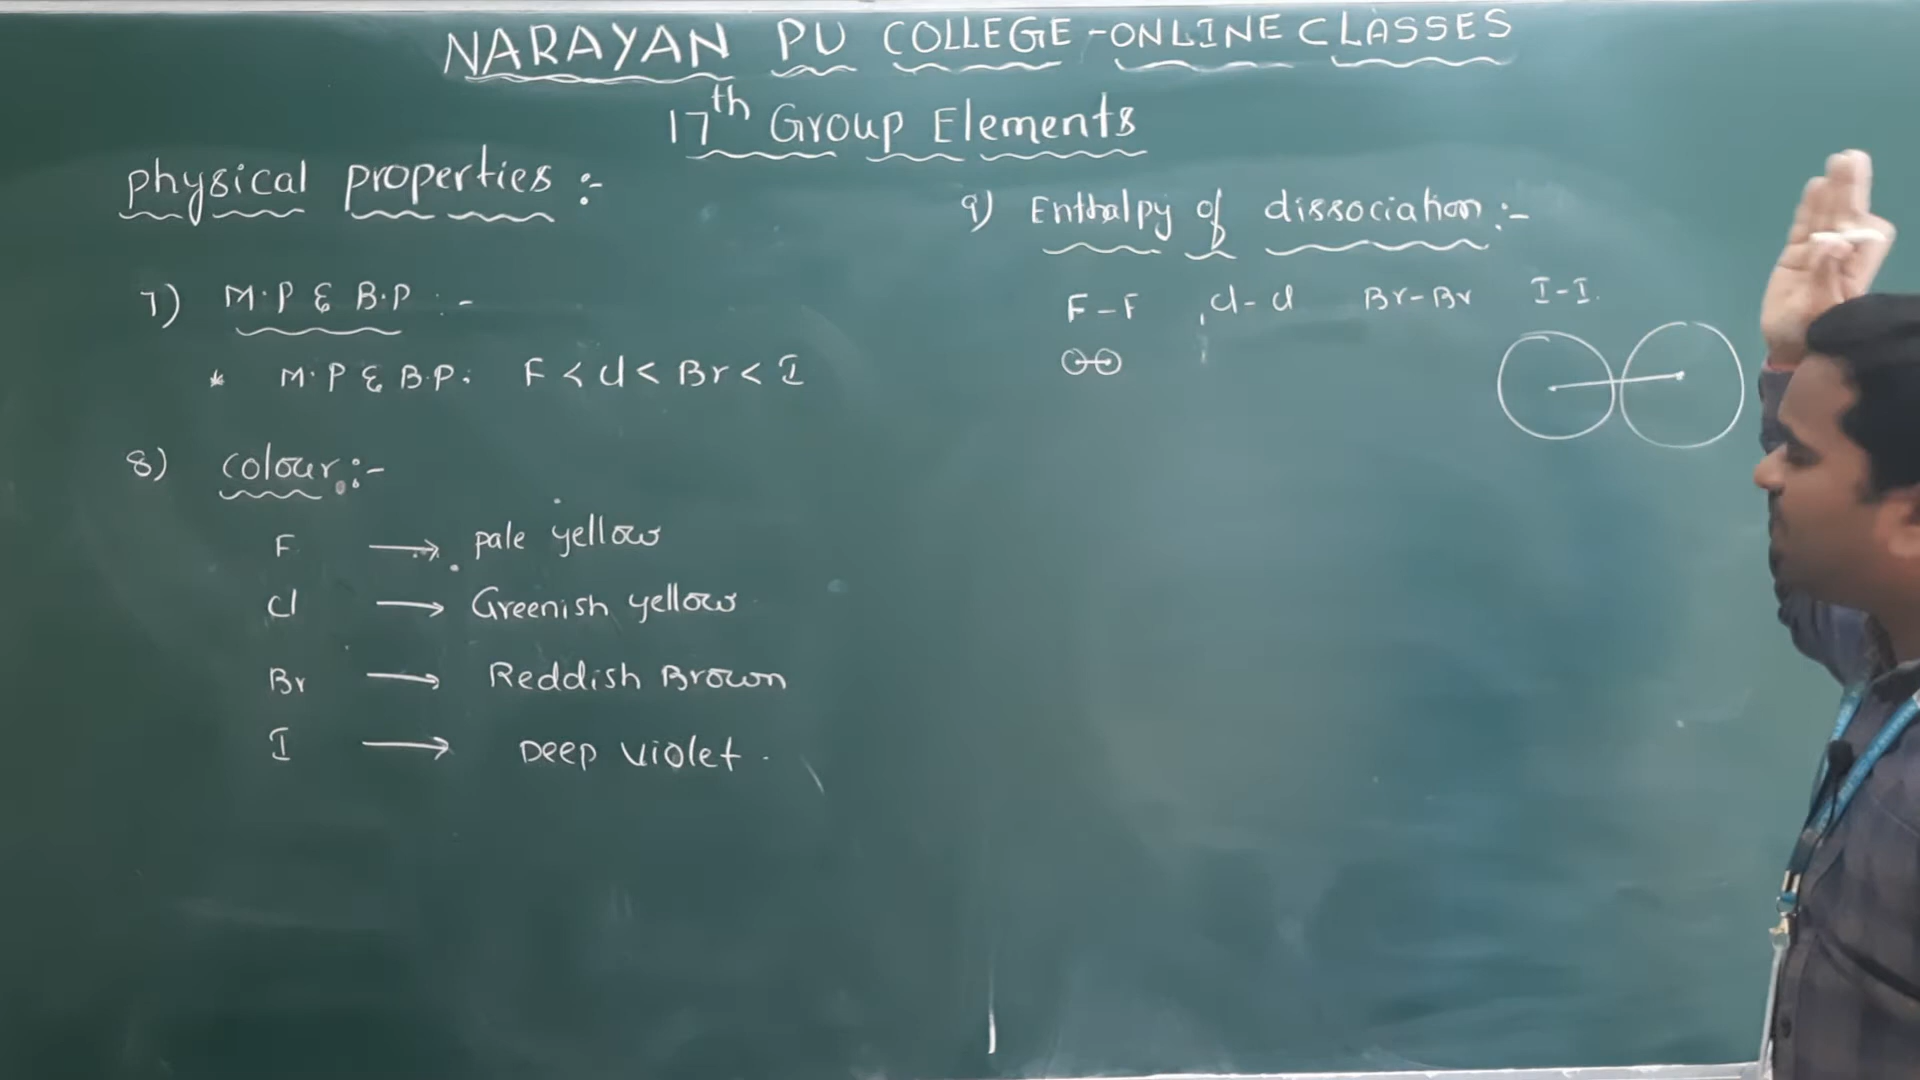 NARAYAN PU COLLEGE-ONLINE CLASSES
17th Group Elements
physical properties :-
7) M.P & B.P :-
* M.P & B.P: F < Cl < Br < I
8) colour :-
F → pale yellow
Cl → Greenish yellow
Br → Reddish Brown
I → Deep violet.
9) Enthalpy of dissociation :-
F-F , Cl-Cl Br-Br I-I.